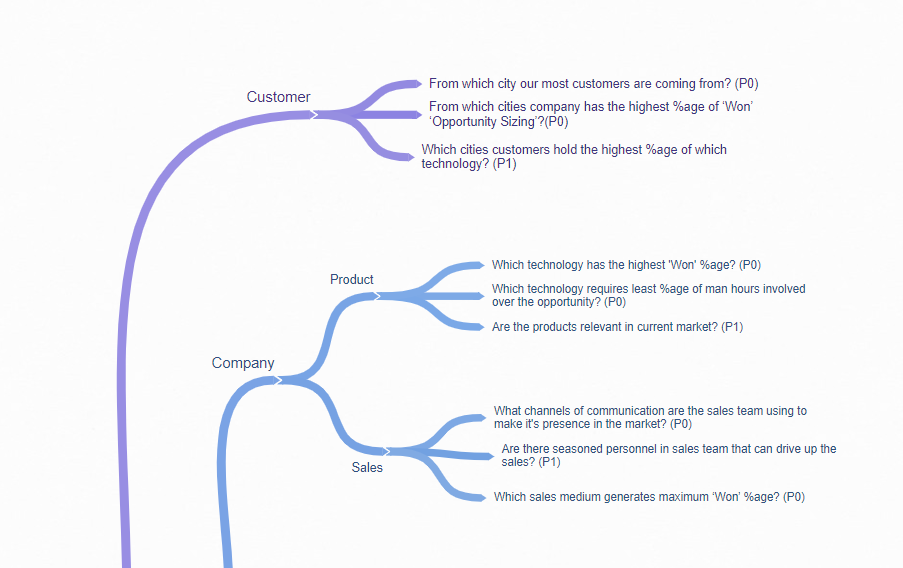 Customer
From which city our most customers are coming from? (P0)
From which cities company has the highest %age of ‘Won’
‘Opportunity Sizing’?(P0)
Which cities customers hold the highest %age of which
technology? (P1)
Company
Product
Which technology has the highest 'Won' %age? (P0)
Which technology requires least %age of man hours involved
over the opportunity? (P0)
Are the products relevant in current market? (P1)
Sales
What channels of communication are the sales team using to
make it's presence in the market? (P0)
Are there seasoned personnel in sales team that can drive up the
sales? (P1)
Which sales medium generates maximum ‘Won’ %age? (P0)